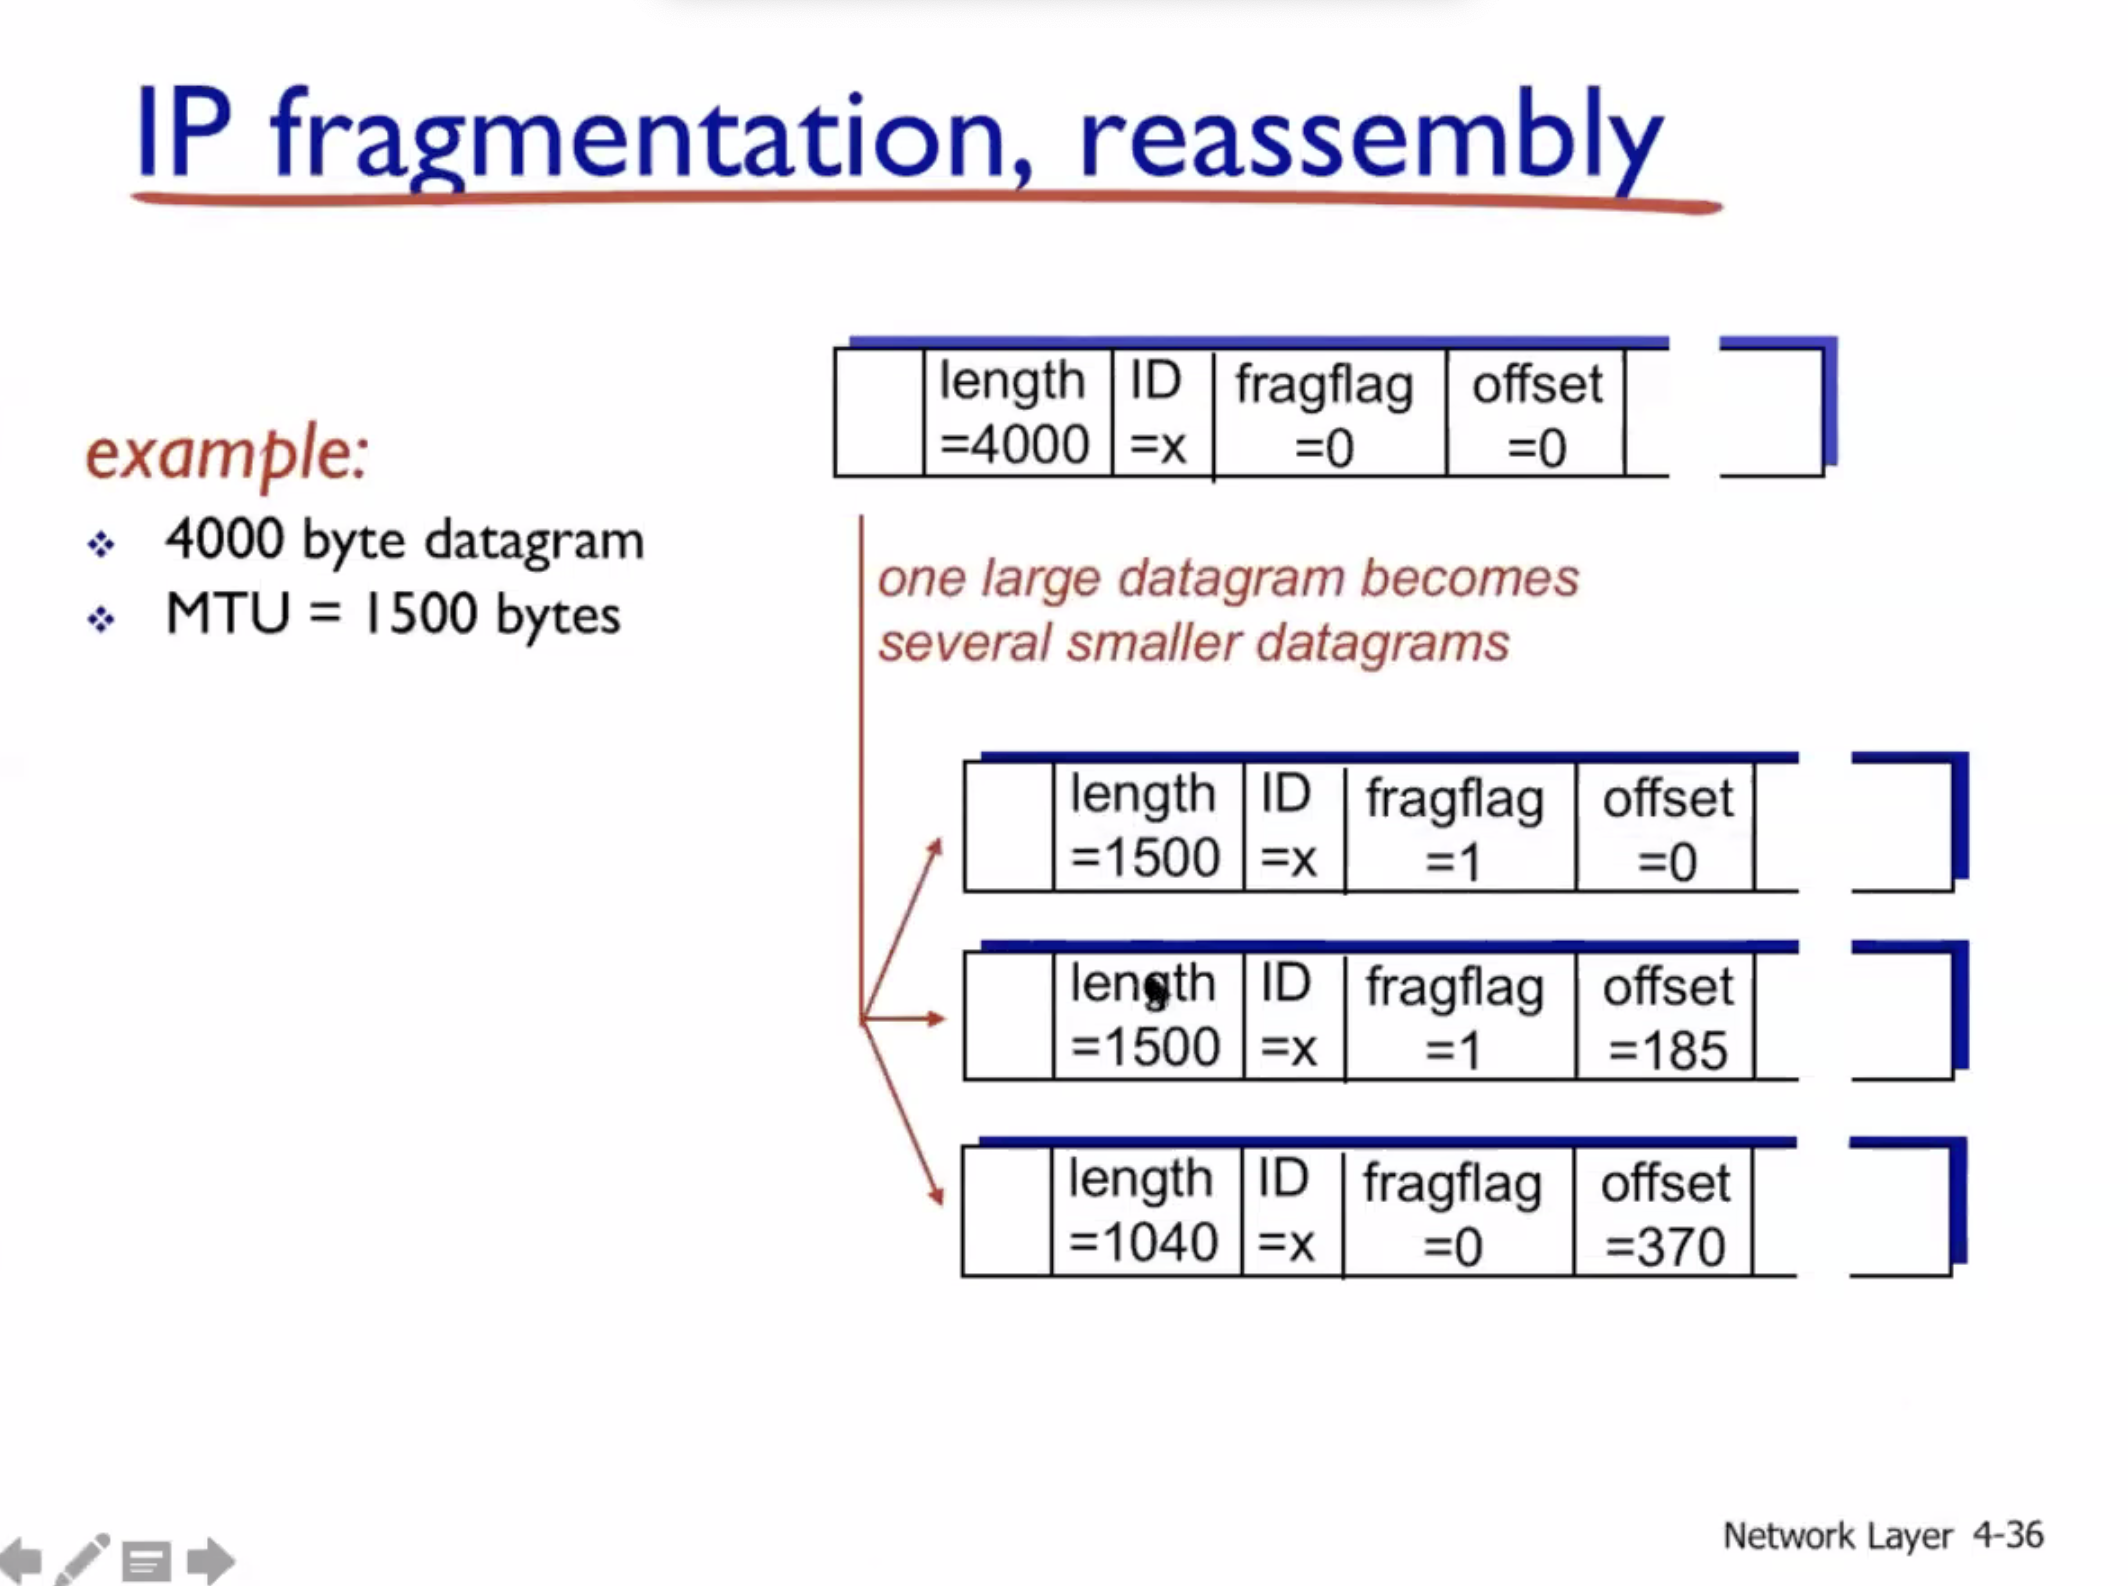 IP fragmentation, reassembly
example:
4000 byte datagram
MTU = 1500 bytes
length ID fragflag offset
=4000 =x =0 =0
one large datagram becomes
several smaller datagrams
length ID fragflag offset
=1500 =x =1 =0
length ID fragflag offset
=1500 =x =1 =185
length ID fragflag offset
=1040 =x =0 =370
Network Layer 4-36